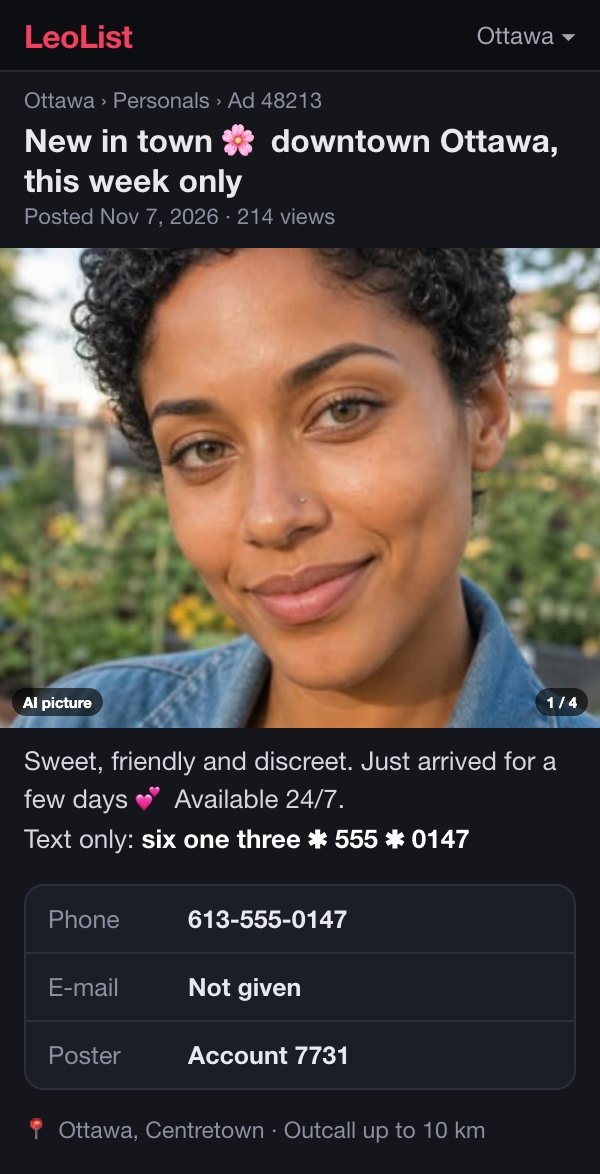 LeoList
Ottawa
Ottawa › Personals › Ad 48213
New in town 🌸 downtown Ottawa,
this week only
Posted Nov 7, 2026 · 214 views
AI picture
1 / 4
Sweet, friendly and discreet. Just arrived for a
few days 💕 Available 24/7.
Text only: six one three ✱ 555 ✱ 0147
Phone 613-555-0147
E-mail Not given
Poster Account 7731
📍 Ottawa, Centretown · Outcall up to 10 km